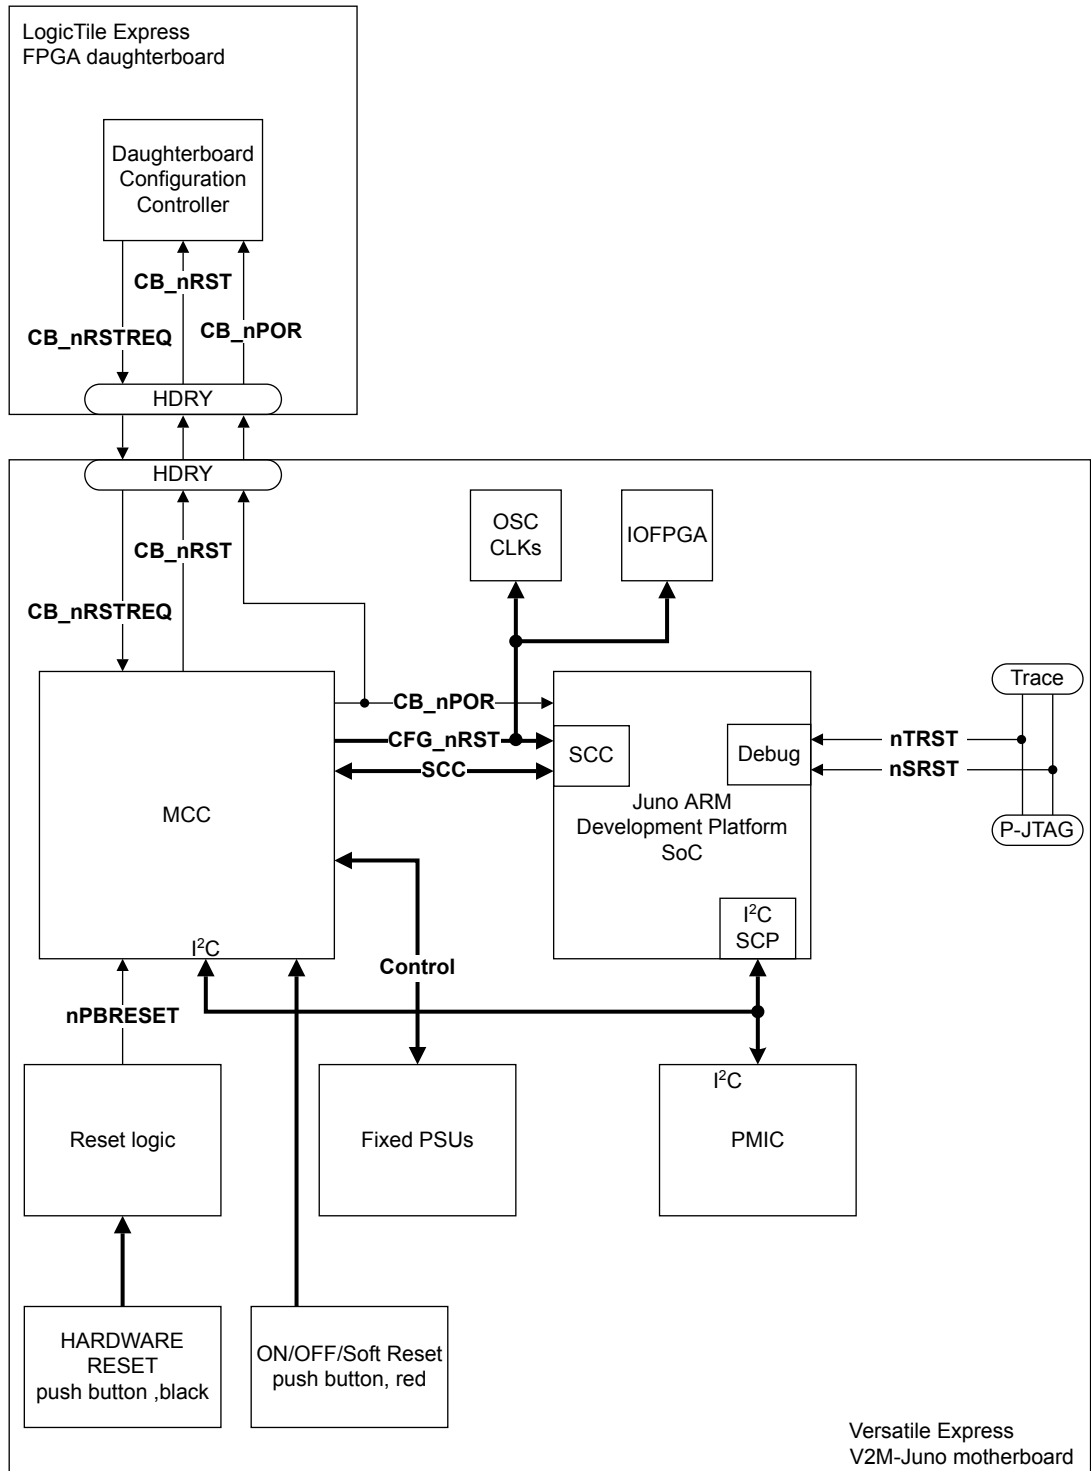 LogicTile Express
FPGA daughterboard
Daughterboard
Configuration
Controller
CB_nRST
CB_nPOR
CB_nRSTREQ
HDRY
HDRY
OSC
CLKs
IOFPGA
CB_nRST
CB_nRSTREQ
Trace
CB_nPOR
CFG_nRST
SCC
SCC
Debug
nTRST
nSRST
MCC
Juno ARM
Development Platform
SoC
P-JTAG
I²C
SCP
I²C
Control
nPBRESET
I²C
Reset logic
Fixed PSUs
PMIC
HARDWARE
RESET
push button ,black
ON/OFF/Soft Reset
push button, red
Versatile Express
V2M-Juno motherboard